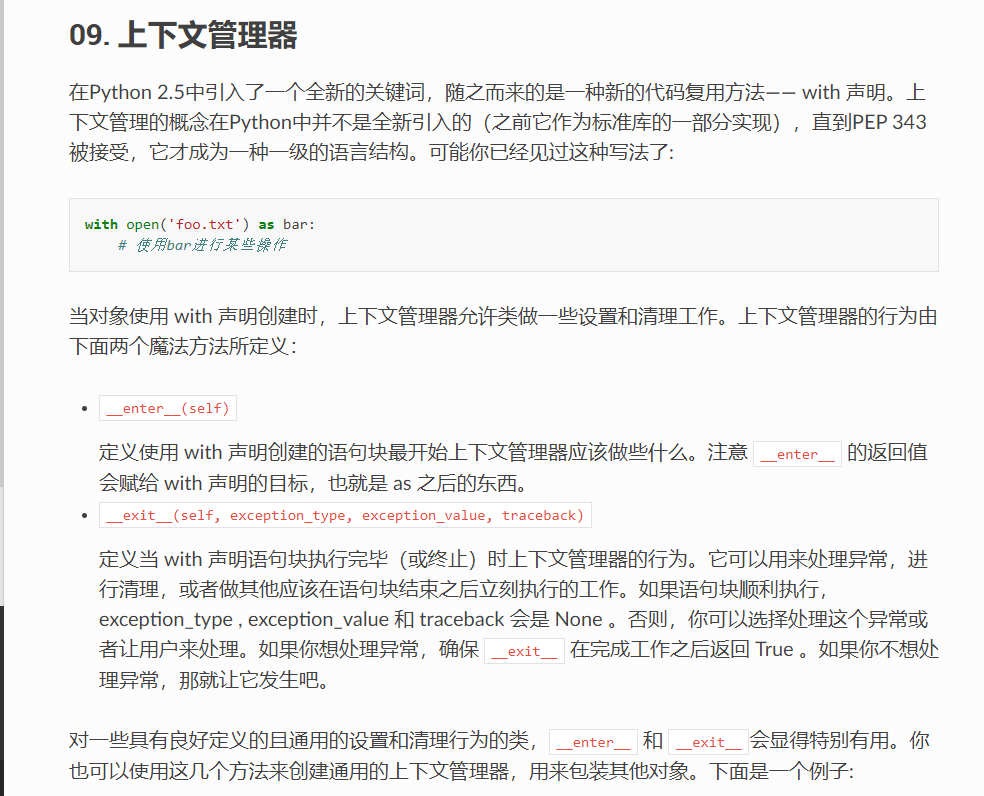 09. 上下文管理器
在Python 2.5中引入了一个全新的关键词，随之而来的是一种新的代码复用方法—— with 声明。上
下文管理的概念在Python中并不是全新引入的（之前它作为标准库的一部分实现），直到PEP 343
被接受，它才成为一种一级的语言结构。可能你已经见过这种写法了:
with open('foo.txt') as bar:
    # 使用bar进行某些操作
当对象使用 with 声明创建时，上下文管理器允许类做一些设置和清理工作。上下文管理器的行为由
下面两个魔法方法所定义：
• __enter__(self)
定义使用 with 声明创建的语句块最开始上下文管理器应该做些什么。注意 __enter__ 的返回值
会赋给 with 声明的目标，也就是 as 之后的东西。
• __exit__(self, exception_type, exception_value, traceback)
定义当 with 声明语句块执行完毕（或终止）时上下文管理器的行为。它可以用来处理异常，进
行清理，或者做其他应该在语句块结束之后立刻执行的工作。如果语句块顺利执行，
exception_type , exception_value 和 traceback 会是 None 。否则，你可以选择处理这个异常或
者让用户来处理。如果你想处理异常，确保 __exit__ 在完成工作之后返回 True 。如果你不想处
理异常，那就让它发生吧。
对一些具有良好定义的且通用的设置和清理行为的类，__enter__ 和 __exit__ 会显得特别有用。你
也可以使用这几个方法来创建通用的上下文管理器，用来包装其他对象。下面是一个例子: